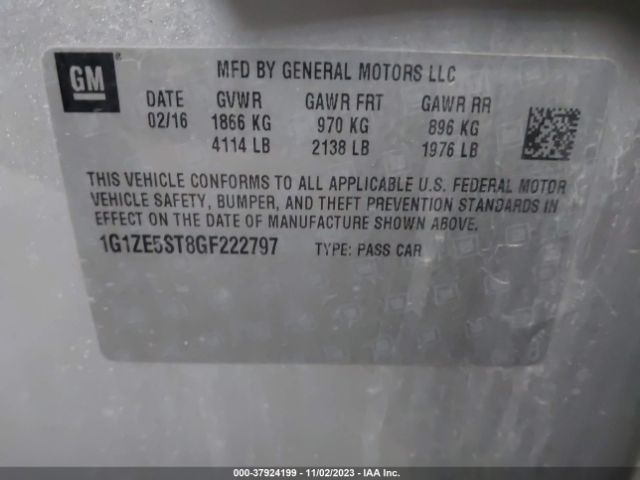 GM
MFD BY GENERAL MOTORS LLC
DATE GVWR GAWR FRT GAWR RR
02/16 1866 KG 970 KG 896 KG
4114 LB 2138 LB 1976 LB
THIS VEHICLE CONFORMS TO ALL APPLICABLE U.S. FEDERAL MOTOR
VEHICLE SAFETY, BUMPER, AND THEFT PREVENTION STANDARDS IN
EFFECT ON THE DATE OF MANUFACTURE SHOWN ABOVE.
1G1ZE5ST8GF222797 TYPE: PASS CAR
000-37924199 - 11/02/2023 - IAAI.COM